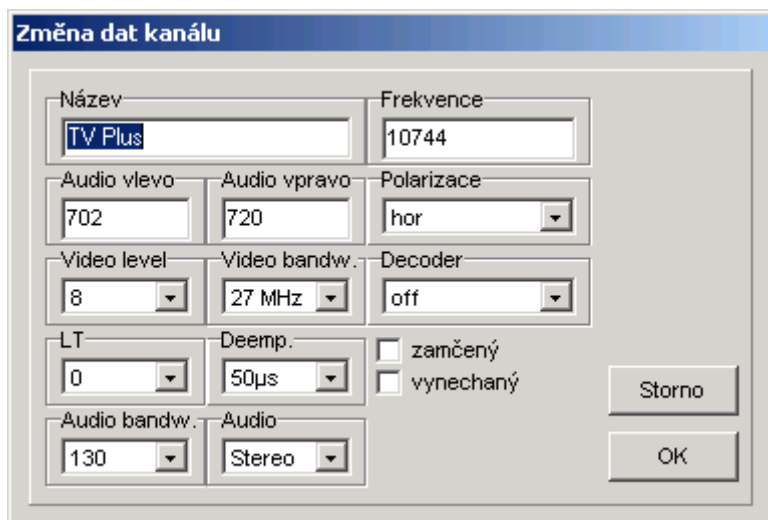 Změna dat kanálu
Název
Frekvence
TV Plus
10744
Audio vlevo
Audio vpravo
Polarizace
702
720
hor
Video level
Video bandw.
Decoder
8
27 MHz
off
LT
Deemp.
zamčený
0
50µs
vynechaný
Storno
Audio bandw.
Audio
130
Stereo
OK